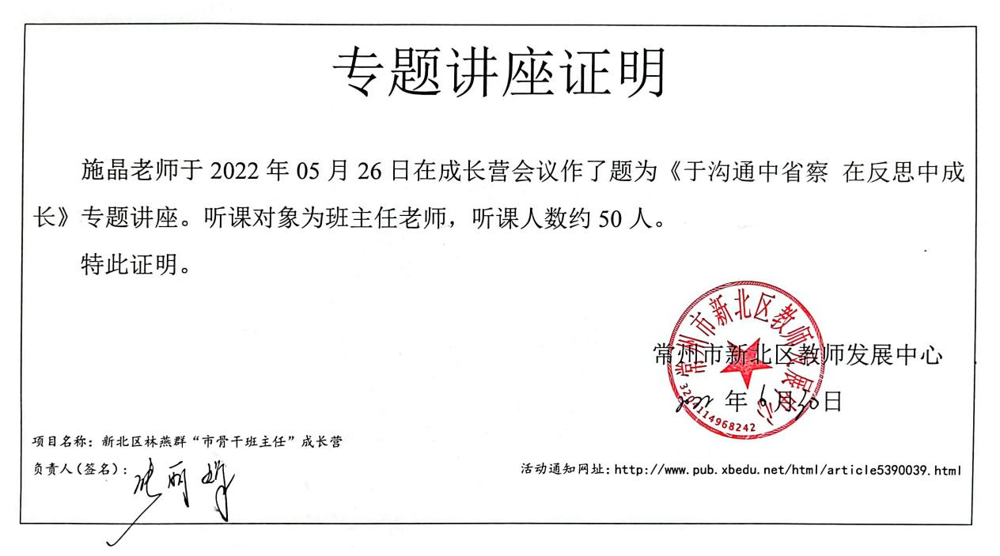 专题讲座证明
施晶老师于 2022 年 05 月 26 日在成长营会议作了题为《于沟通中省察 在反思中成
长》专题讲座。听课对象为班主任老师，听课人数约 50 人。
特此证明。
常州市新北区教师发展中心
常州市新北区教师发展中心
2022 年 6 月 30 日
3204114968242
项目名称：新北区林燕群“市骨干班主任”成长营
负责人(签名)：
活动通知网址：http://www.pub.xbedu.net/html/article5390039.html